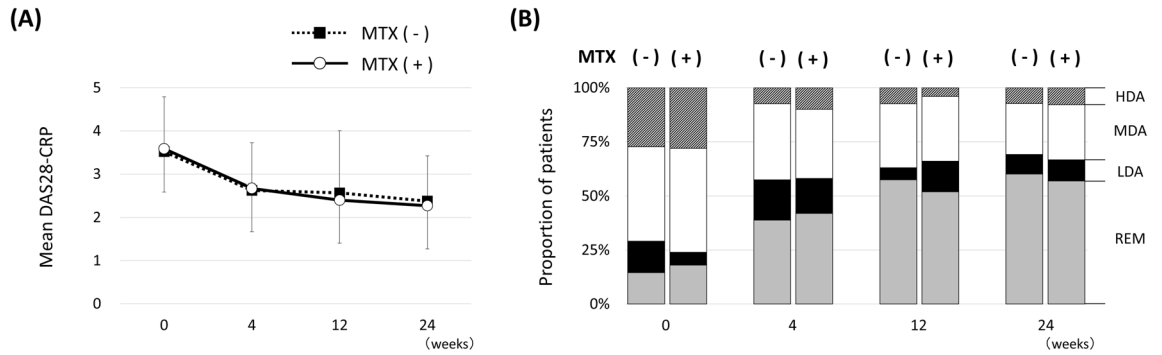 (A)
MTX ( - )
MTX ( + )
Mean DAS28-CRP
5
4
3
2
1
0
0 4 12 24
（weeks）
(B)
MTX ( - ) ( + ) ( - ) ( + ) ( - ) ( + ) ( - ) ( + )
Proportion of patients
100%
75%
50%
25%
0%
HDA
MDA
LDA
REM
0 4 12 24
（weeks）